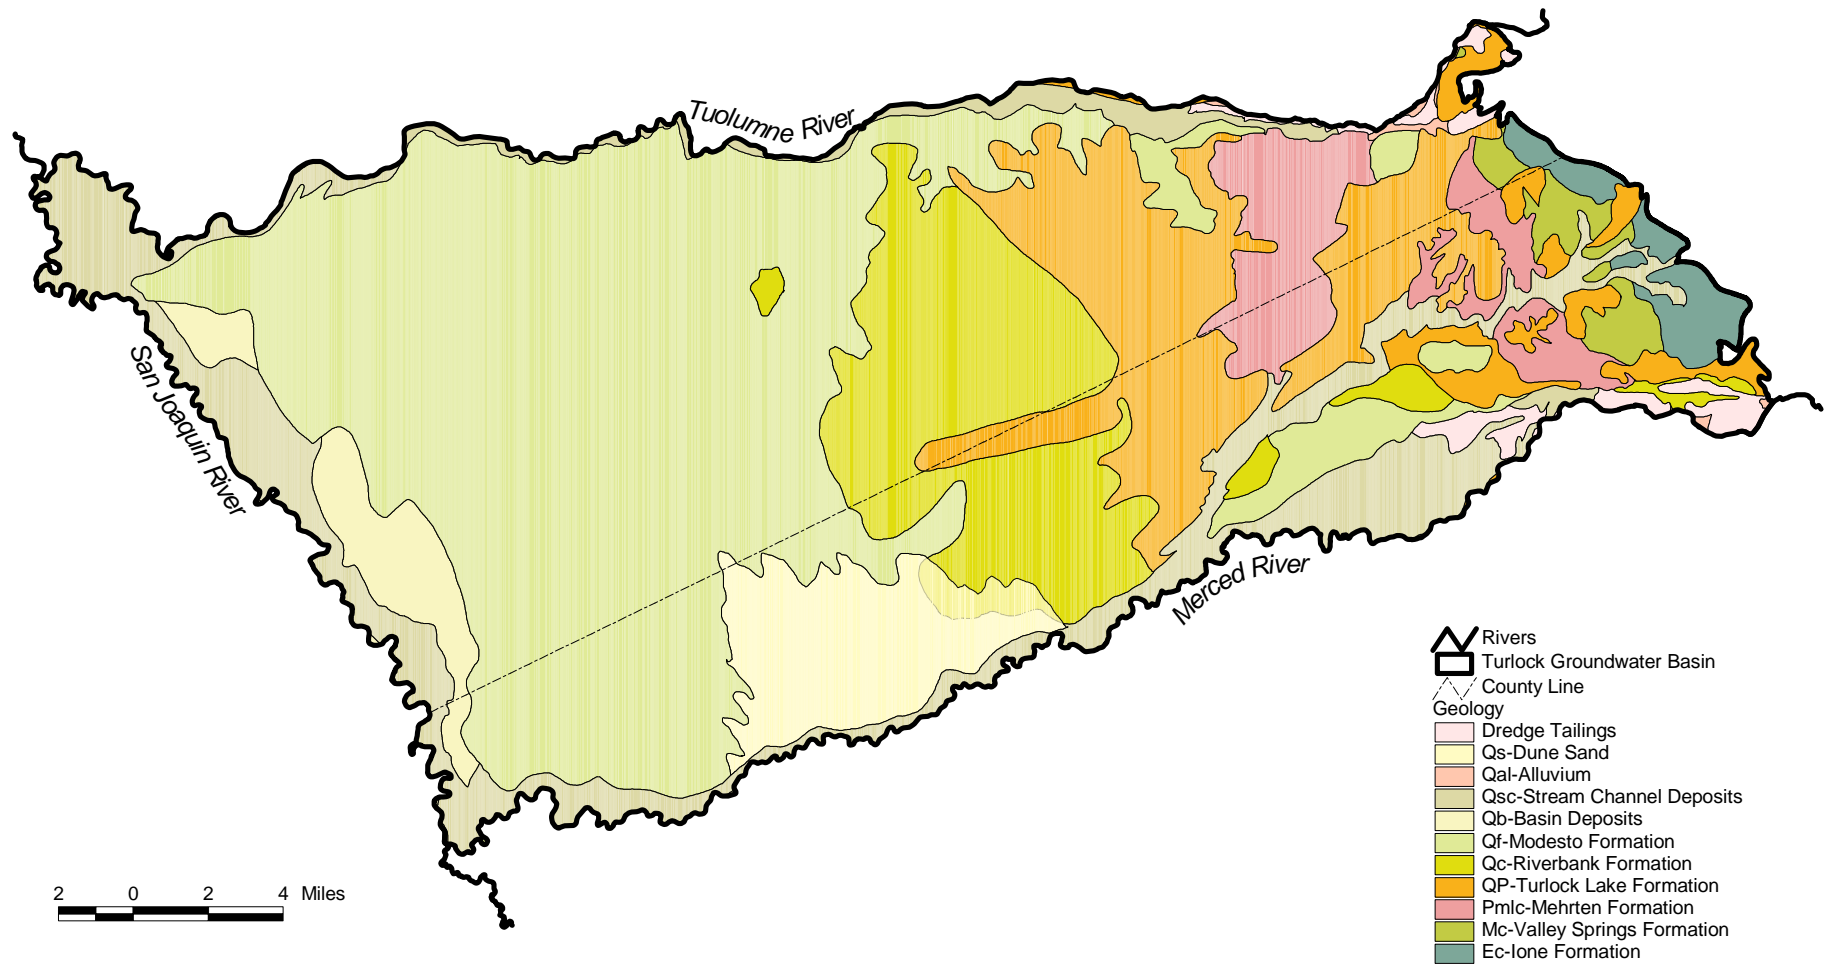 Tuolumne River
San Joaquin River
Merced River
Rivers
Turlock Groundwater Basin
County Line
Geology
Dredge Tailings
Qs-Dune Sand
Qal-Alluvium
Qsc-Stream Channel Deposits
Qb-Basin Deposits
Qf-Modesto Formation
Qc-Riverbank Formation
QP-Turlock Lake Formation
Pmlc-Mehrten Formation
Mc-Valley Springs Formation
Ec-Ione Formation
2 0 2 4 Miles